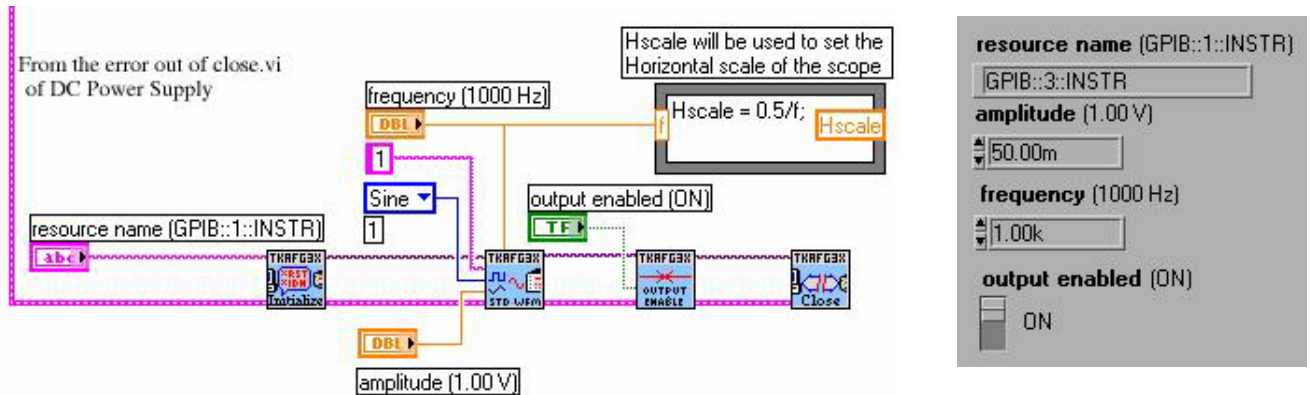 From the error out of close.vi
of DC Power Supply
Hscale will be used to set the
Horizontal scale of the scope
frequency (1000 Hz)
DBL
f
Hscale = 0.5/f;
Hscale
1
Sine
1
output enabled (ON)
TF
resource name (GPIB::1::INSTR)
abc
TKAFG3X
*RST
*IDN
Initialize
TKAFG3X
STD WFM
TKAFG3X
OUTPUT
ENABLE
TKAFG3X
Close
DBL
amplitude (1.00 V)
resource name (GPIB::1::INSTR)
GPIB::3::INSTR
amplitude (1.00 V)
50.00m
frequency (1000 Hz)
1.00k
output enabled (ON)
ON